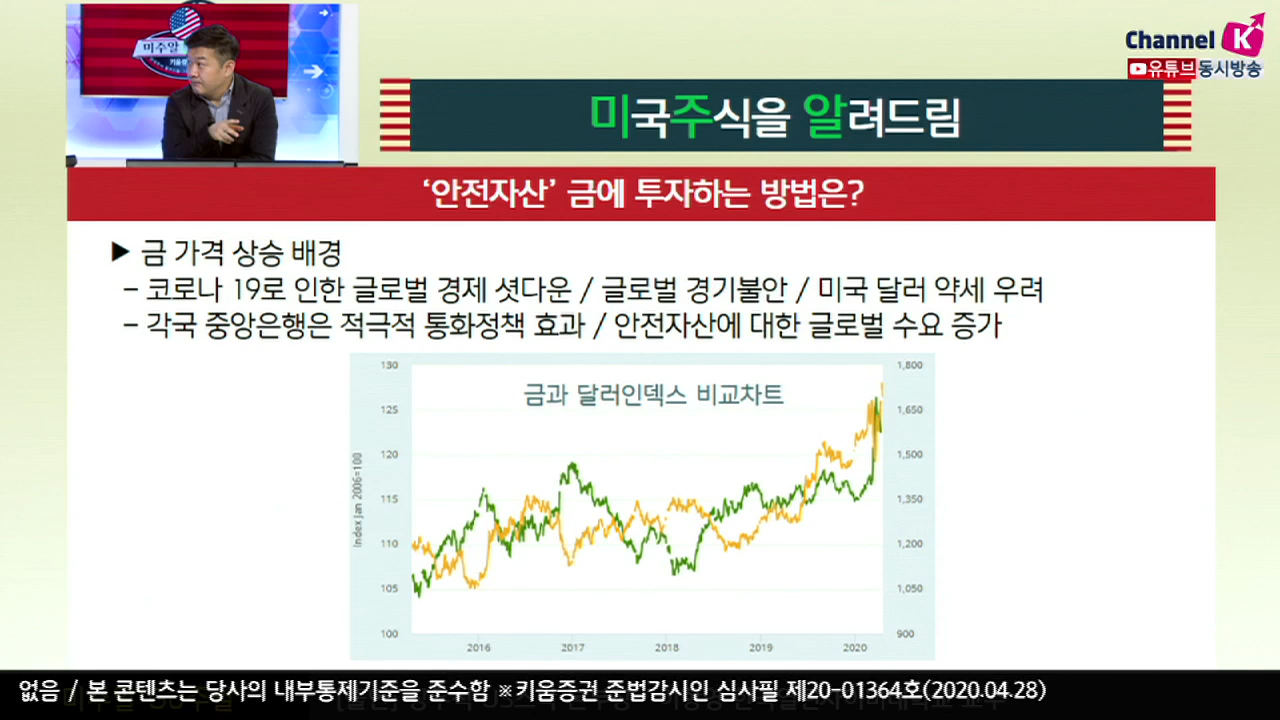 미주알
키움증
Channel K
유튜브동시방송
미국주식을 알려드림
‘안전자산’ 금에 투자하는 방법은?
▶ 금 가격 상승 배경
– 코로나 19로 인한 글로벌 경제 셧다운 / 글로벌 경기불안 / 미국 달러 약세 우려
– 각국 중앙은행은 적극적 통화정책 효과 / 안전자산에 대한 글로벌 수요 증가
금과 달러인덱스 비교차트
Index Jan 2006=100
130
125
120
115
110
105
100
1,800
1,650
1,500
1,350
1,200
1,050
900
2016 2017 2018 2019 2020
없음 / 본 콘텐츠는 당사의 내부통제기준을 준수함 ※키움증권 준법감시인 심사필 제20-01364호(2020.04.28)